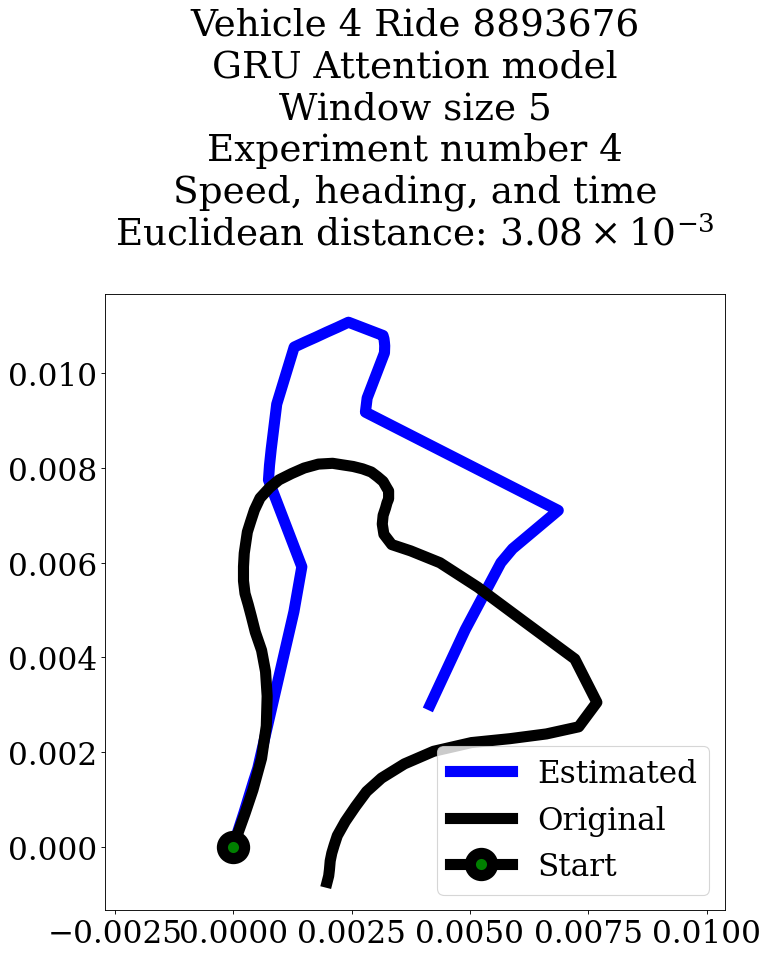 Vehicle 4 Ride 8893676
GRU Attention model
Window size 5
Experiment number 4
Speed, heading, and time
Euclidean distance: 3.08 × 10⁻³
0.010
0.008
0.006
0.004
0.002
0.000
Estimated
Original
Start
−0.0025 0.0000 0.0025 0.0050 0.0075 0.0100